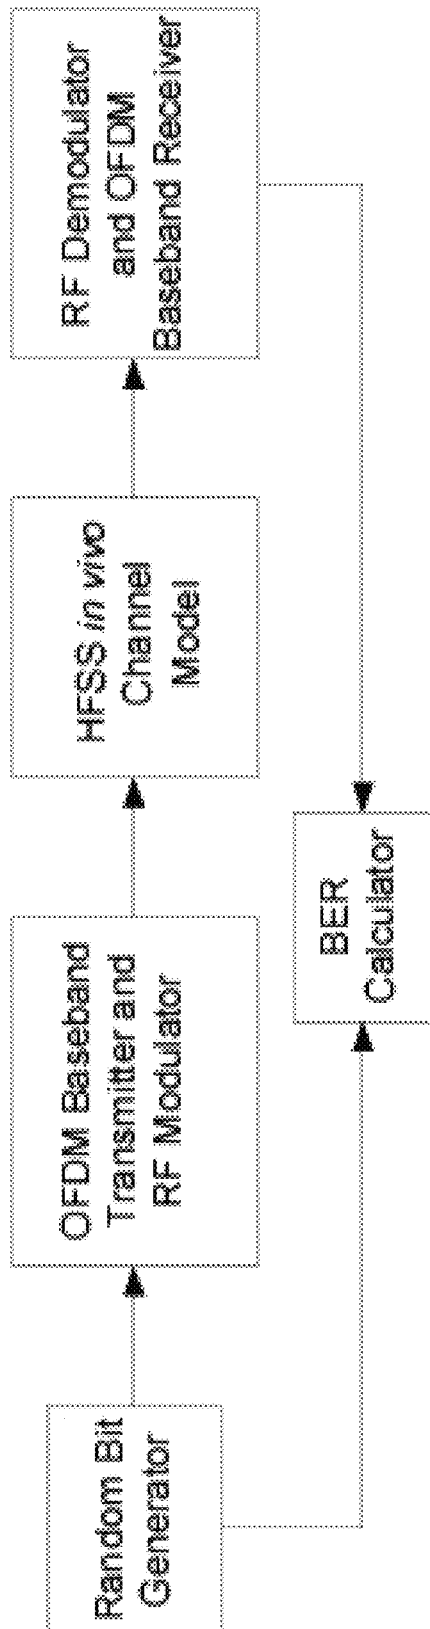 Random Bit
Generator
OFDM Baseband
Transmitter and
RF Modulator
HFSS in vivo
Channel
Model
RF Demodulator
and OFDM
Baseband Receiver
BER
Calculator